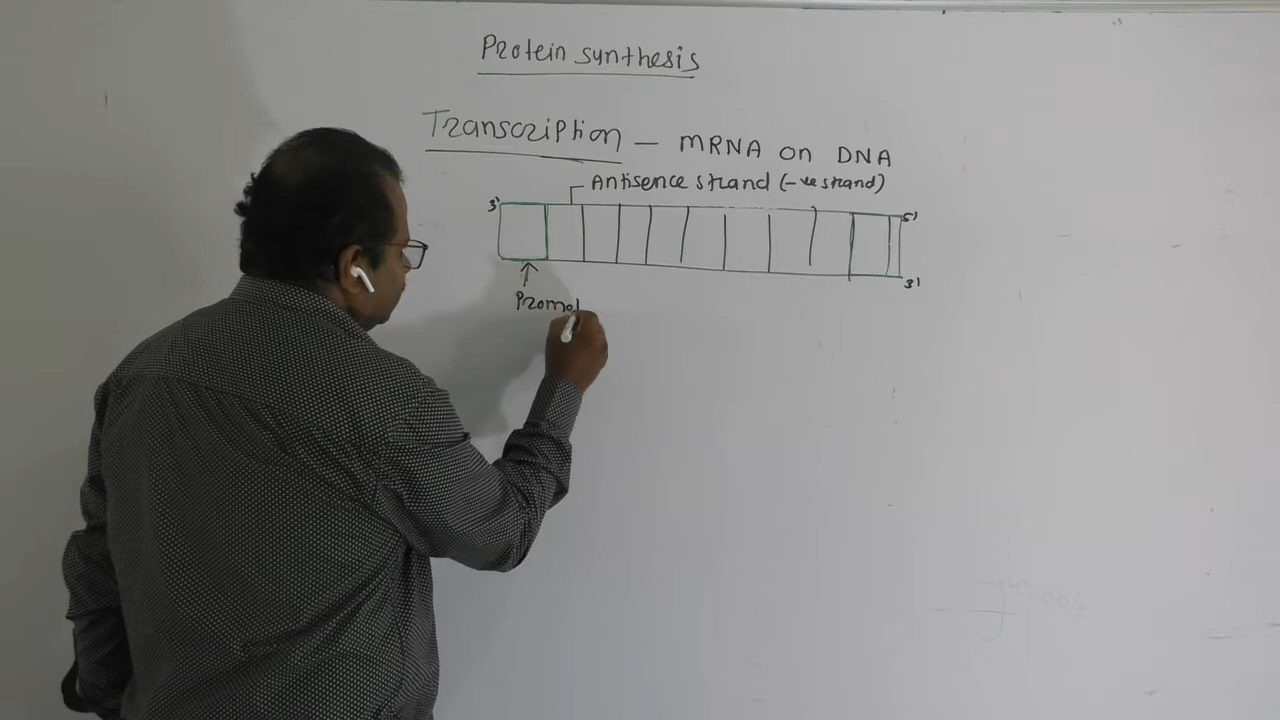 Protein synthesis
Transcription — mRNA on DNA
Antisence strand (-ve strand)
3' 5'
3'
Promot